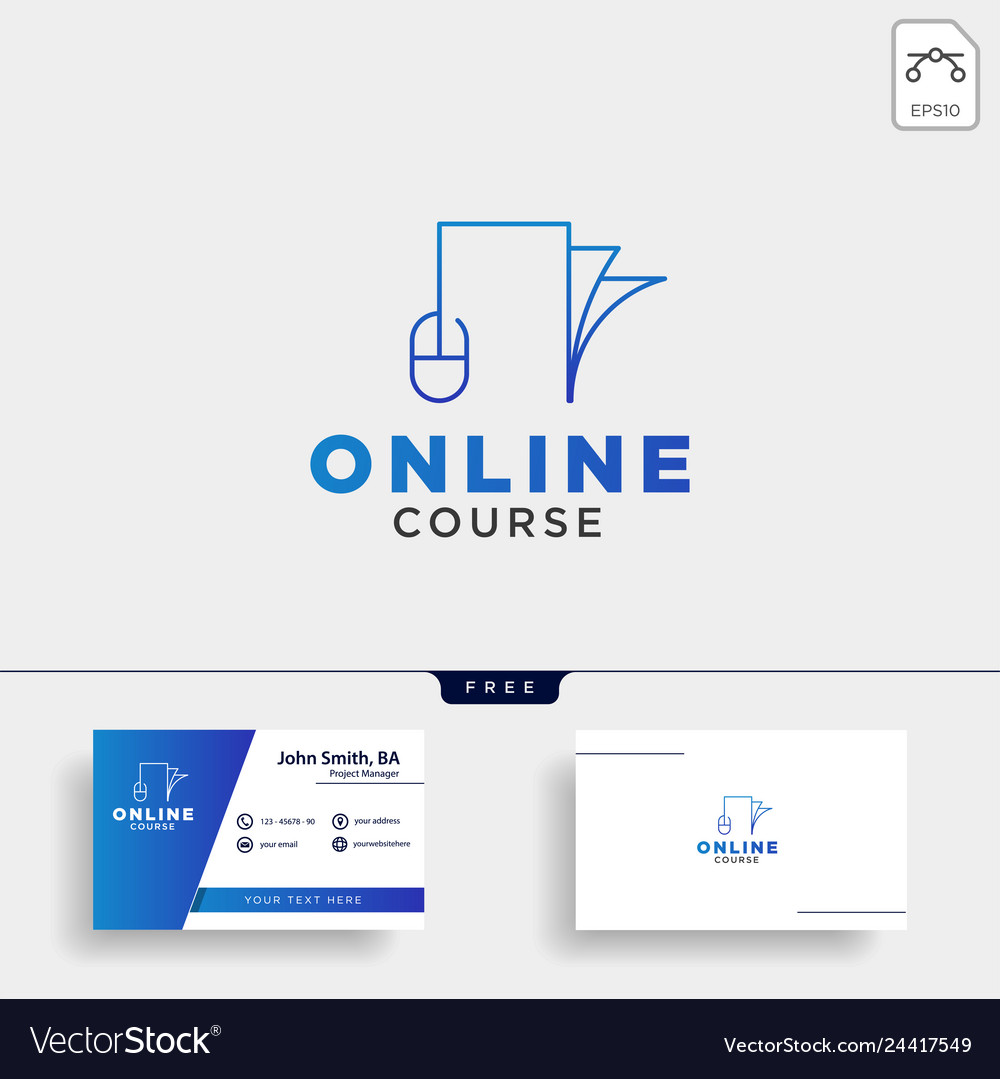 EPS10
ONLINE
COURSE
FREE
ONLINE
COURSE
John Smith, BA
Project Manager
123 - 45678 - 90
your address
your email
yourwebsitehere
YOUR TEXT HERE
ONLINE
COURSE
VectorStock®
VectorStock.com/24417549